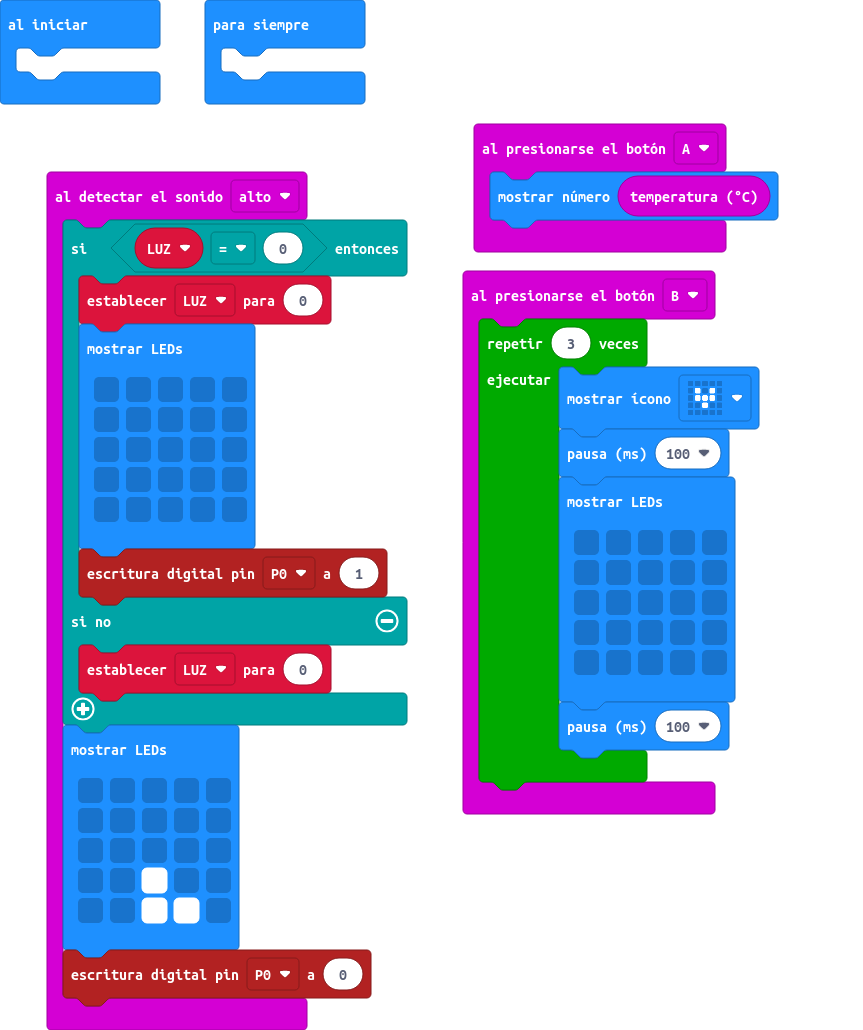 al iniciar
para siempre
al detectar el sonido alto
si LUZ = 0 entonces
establecer LUZ para 0
mostrar LEDs
escritura digital pin P0 a 1
si no
establecer LUZ para 0
mostrar LEDs
escritura digital pin P0 a 0
al presionarse el botón A
mostrar número temperatura (°C)
al presionarse el botón B
repetir 3 veces
ejecutar
mostrar ícono
pausa (ms) 100
mostrar LEDs
pausa (ms) 100